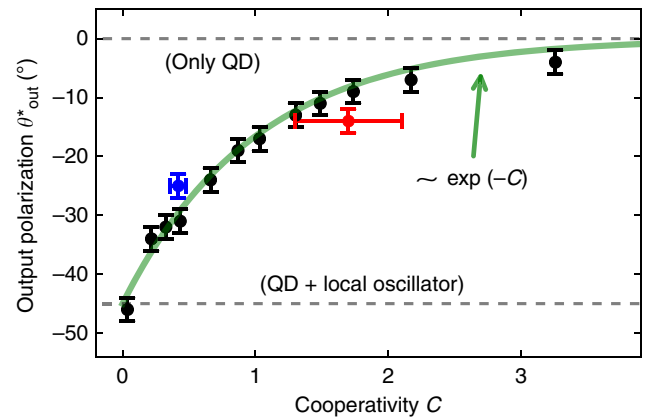 0
−10
−20
−30
−40
−50
Output polarization θ*out (°)
(Only QD)
∼ exp (−C)
(QD + local oscillator)
0 1 2 3
Cooperativity C